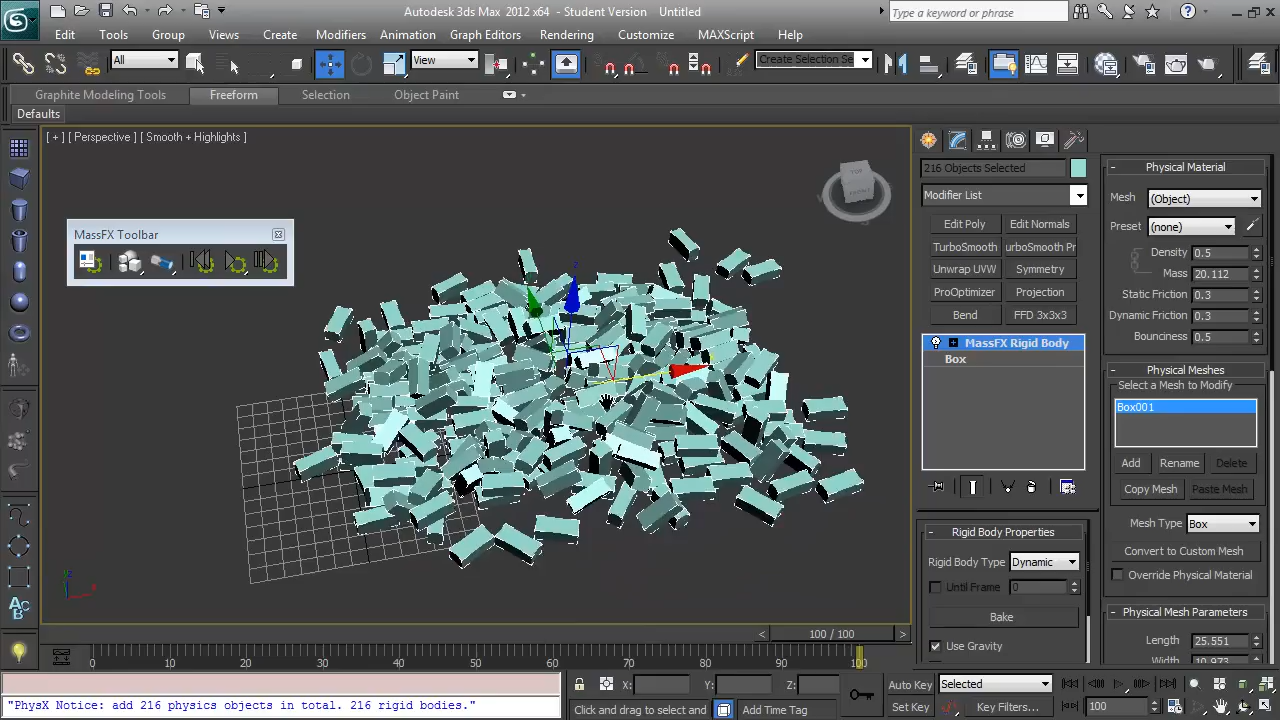 Autodesk 3ds Max 2012 x64 - Student Version Untitled
Type a keyword or phrase
Edit Tools Group Views Create Modifiers Animation Graph Editors Rendering Customize MAXScript Help
All
View
Create Selection Se
Graphite Modeling Tools Freeform Selection Object Paint
Defaults
[ + ] [ Perspective ] [ Smooth + Highlights ]
MassFX Toolbar
TOP
FRONT
216 Objects Selected
Modifier List
Edit Poly Edit Normals
TurboSmooth urboSmooth Pr
Unwrap UVW Symmetry
ProOptimizer Projection
Bend FFD 3x3x3
MassFX Rigid Body
Box
Rigid Body Properties
Rigid Body Type Dynamic
Until Frame 0
Bake
Use Gravity
Physical Material
Mesh (Object)
Preset (none)
Density 0.5
Mass 20.112
Static Friction 0.3
Dynamic Friction 0.3
Bounciness 0.5
Physical Meshes
Select a Mesh to Modify
Box001
Add Rename Delete
Copy Mesh Paste Mesh
Mesh Type Box
Convert to Custom Mesh
Override Physical Material
Physical Mesh Parameters
Length 25.551
Width 10.973
100 / 100
0 10 20 30 40 50 60 70 80 90 100
X: Y: Z:
Auto Key Selected
"PhysX Notice: add 216 physics objects in total. 216 rigid bodies."
Click and drag to select and
Add Time Tag
Set Key Key Filters... 100